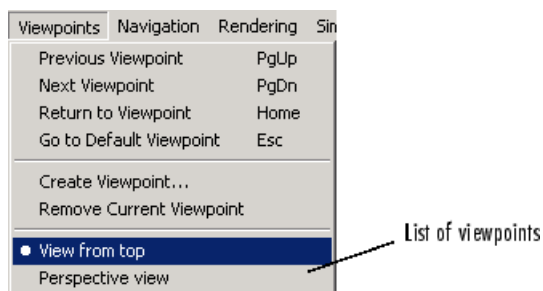 Viewpoints Navigation Rendering Sin
Previous Viewpoint PgUp
Next Viewpoint PgDn
Return to Viewpoint Home
Go to Default Viewpoint Esc
Create Viewpoint...
Remove Current Viewpoint
View from top
Perspective view
List of viewpoints